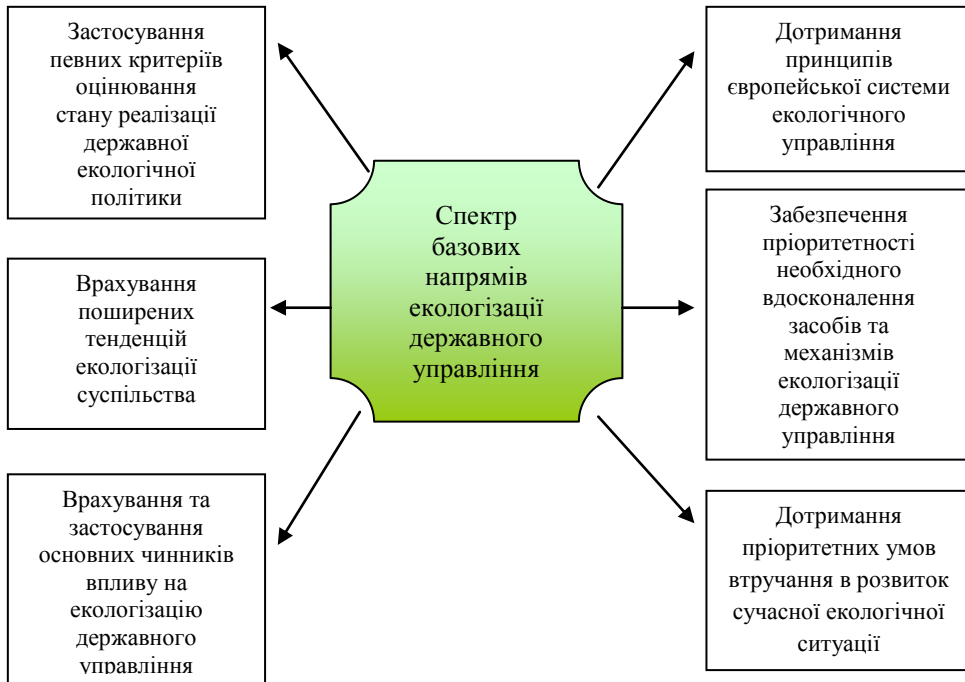 Застосування
певних критеріїв
оцінювання
стану реалізації
державної
екологічної
політики
Врахування
поширених
тенденцій
екологізації
суспільства
Врахування та
застосування
основних чинників
впливу на
екологізацію
державного
управління
Спектр
базових
напрямів
екологізації
державного
управління
Дотримання
принципів
європейської системи
екологічного
управління
Забезпечення
пріоритетності
необхідного
вдосконалення
засобів та
механізмів
екологізації
державного
управління
Дотримання
пріоритетних умов
втручання в розвиток
сучасної екологічної
ситуації